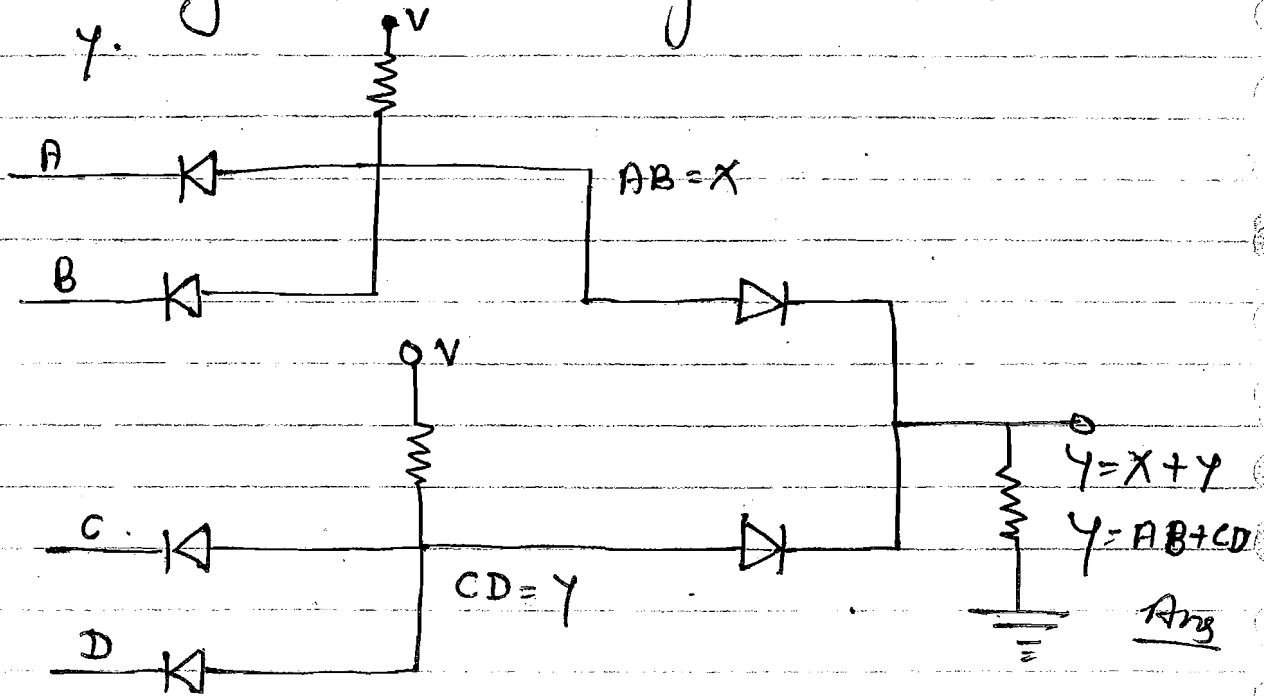 Y.
V
A
AB = X
B
V
C
CD = Y
D
Y = X + Y
Y = AB + CD
Ans